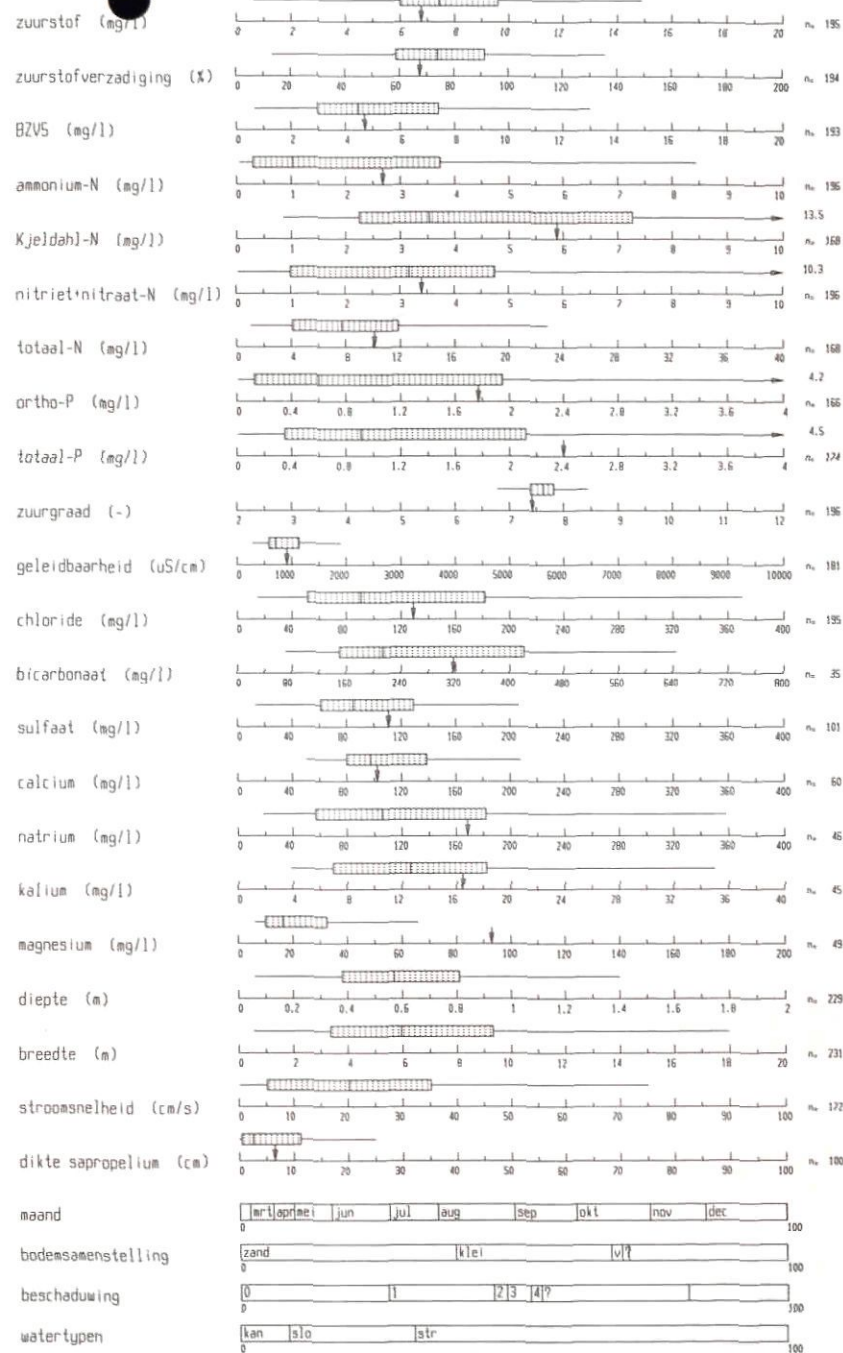 zuurstof (mg/l) n= 195
0 2 4 6 8 10 12 14 16 18 20
zuurstofverzadiging (%) n= 194
0 20 40 60 80 100 120 140 160 180 200
BZV5 (mg/l) n= 193
0 2 4 6 8 10 12 14 16 18 20
ammonium-N (mg/l) n= 196
0 1 2 3 4 5 6 7 8 9 10
13.5
Kjeldahl-N (mg/l) n= 168
0 1 2 3 4 5 6 7 8 9 10
10.3
nitriet+nitraat-N (mg/l) n= 196
0 1 2 3 4 5 6 7 8 9 10
totaal-N (mg/l) n= 168
0 4 8 12 16 20 24 28 32 36 40
4.2
ortho-P (mg/l) n= 166
0 0.4 0.8 1.2 1.6 2 2.4 2.8 3.2 3.6 4
4.5
totaal-P (mg/l) n= 174
0 0.4 0.8 1.2 1.6 2 2.4 2.8 3.2 3.6 4
zuurgraad (-) n= 196
2 3 4 5 6 7 8 9 10 11 12
geleidbaarheid (uS/cm) n= 181
0 1000 2000 3000 4000 5000 6000 7000 8000 9000 10000
chloride (mg/l) n= 195
0 40 80 120 160 200 240 280 320 360 400
bicarbonaat (mg/l) n= 35
0 80 160 240 320 400 480 560 640 720 800
sulfaat (mg/l) n= 101
0 40 80 120 160 200 240 280 320 360 400
calcium (mg/l) n= 60
0 40 80 120 160 200 240 280 320 360 400
natrium (mg/l) n= 46
0 40 80 120 160 200 240 280 320 360 400
kalium (mg/l) n= 45
0 4 8 12 16 20 24 28 32 36 40
magnesium (mg/l) n= 49
0 20 40 60 80 100 120 140 160 180 200
diepte (m) n= 229
0 0.2 0.4 0.6 0.8 1 1.2 1.4 1.6 1.8 2
breedte (m) n= 231
0 2 4 6 8 10 12 14 16 18 20
stroomsnelheid (cm/s) n= 172
0 10 20 30 40 50 60 70 80 90 100
dikte sapropelium (cm) n= 100
0 10 20 30 40 50 60 70 80 90 100
maand mrt apr mei jun jul aug sep okt nov dec
0 100
bodemsamenstelling zand klei v ?
0 100
beschaduwing 0 1 2 3 4 ?
0 100
watertypen kan slo str
0 100